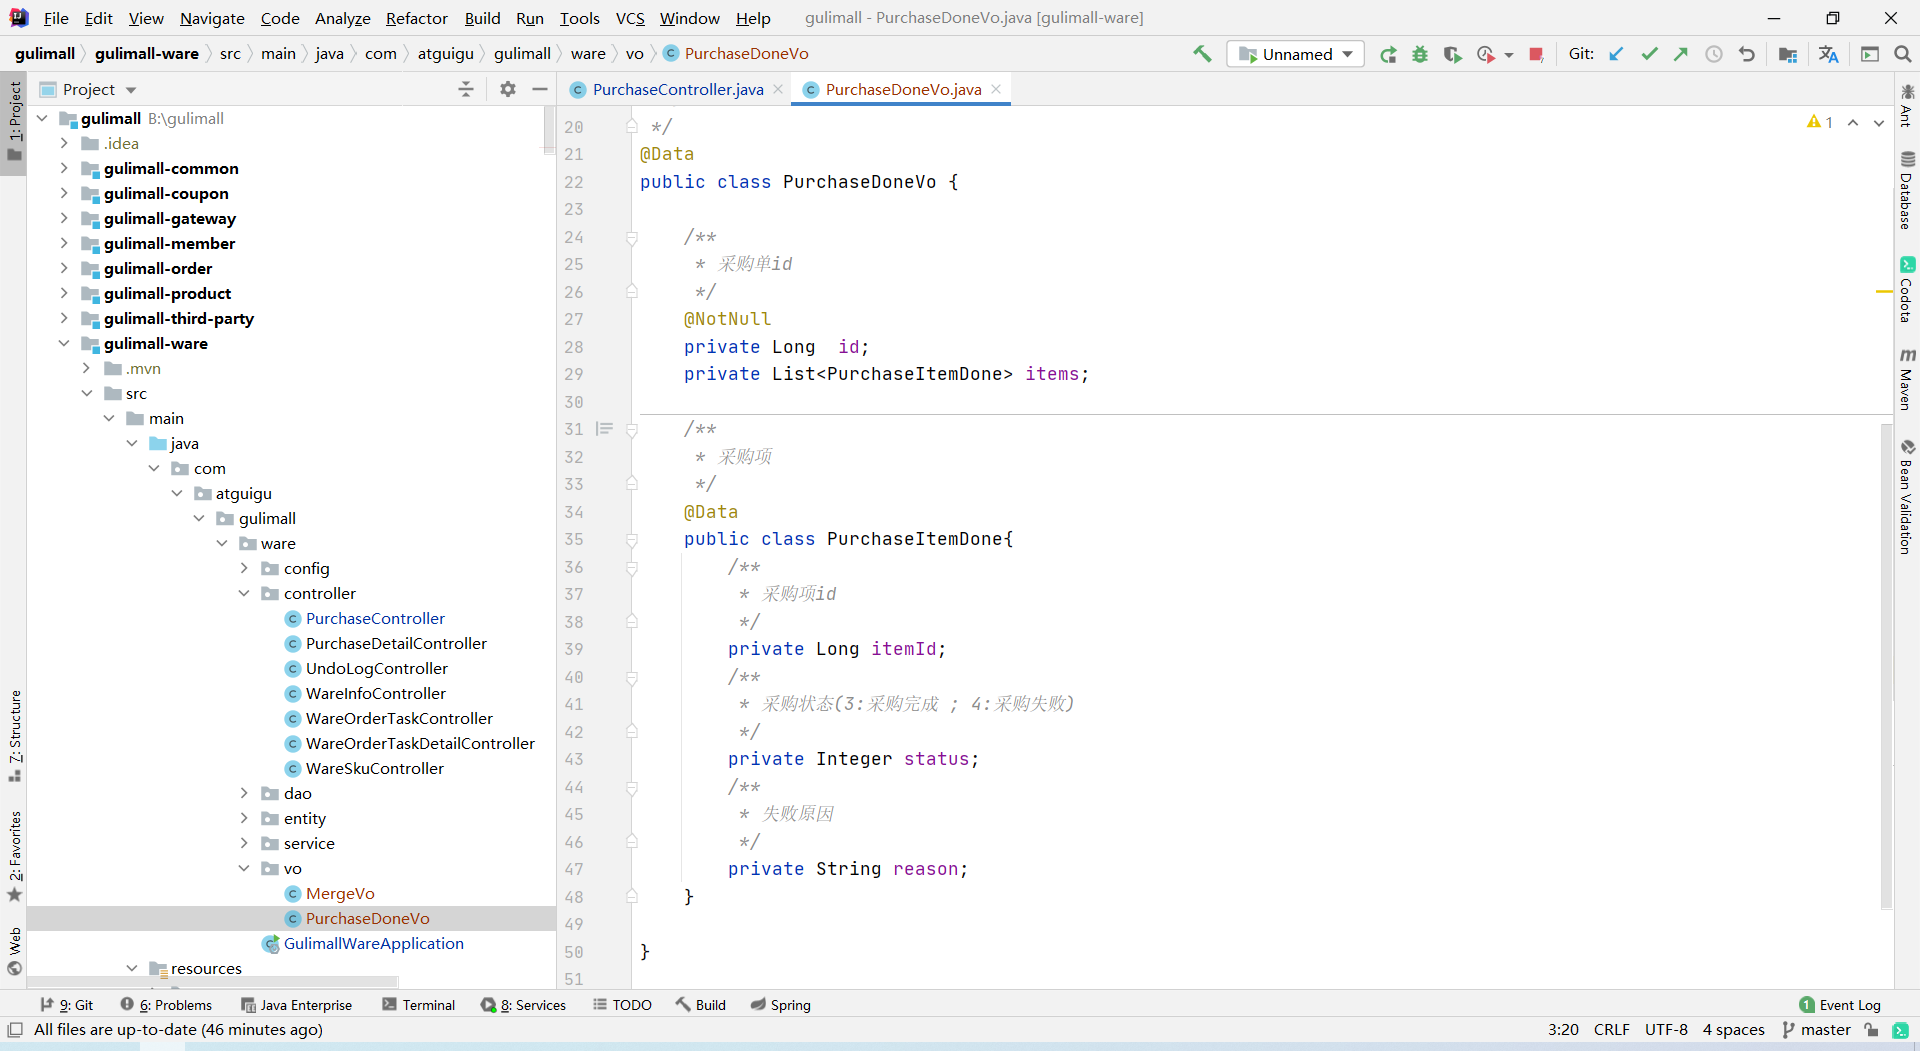 File Edit View Navigate Code Analyze Refactor Build Run Tools VCS Window Help gulimall - PurchaseDoneVo.java [gulimall-ware]
gulimall gulimall-ware src main java com atguigu gulimall ware vo PurchaseDoneVo Unnamed Git:
Project
PurchaseController.java PurchaseDoneVo.java
1: Project
7: Structure
2: Favorites
Web
gulimall B:\gulimall
.idea
gulimall-common
gulimall-coupon
gulimall-gateway
gulimall-member
gulimall-order
gulimall-product
gulimall-third-party
gulimall-ware
.mvn
src
main
java
com
atguigu
gulimall
ware
config
controller
PurchaseController
PurchaseDetailController
UndoLogController
WareInfoController
WareOrderTaskController
WareOrderTaskDetailController
WareSkuController
dao
entity
service
vo
MergeVo
PurchaseDoneVo
GulimallWareApplication
resources
1
20 */
21 @Data
22 public class PurchaseDoneVo {
23
24 /**
25 * 采购单id
26 */
27 @NotNull
28 private Long  id;
29 private List<PurchaseItemDone> items;
30
31 /**
32 * 采购项
33 */
34 @Data
35 public class PurchaseItemDone{
36 /**
37 * 采购项id
38 */
39 private Long itemId;
40 /**
41 * 采购状态(3:采购完成 ; 4:采购失败)
42 */
43 private Integer status;
44 /**
45 * 失败原因
46 */
47 private String reason;
48 }
49
50 }
51
Ant
Database
Codota
Maven
Bean Validation
9: Git 6: Problems Java Enterprise Terminal 8: Services TODO Build Spring 1 Event Log
All files are up-to-date (46 minutes ago) 3:20 CRLF UTF-8 4 spaces master